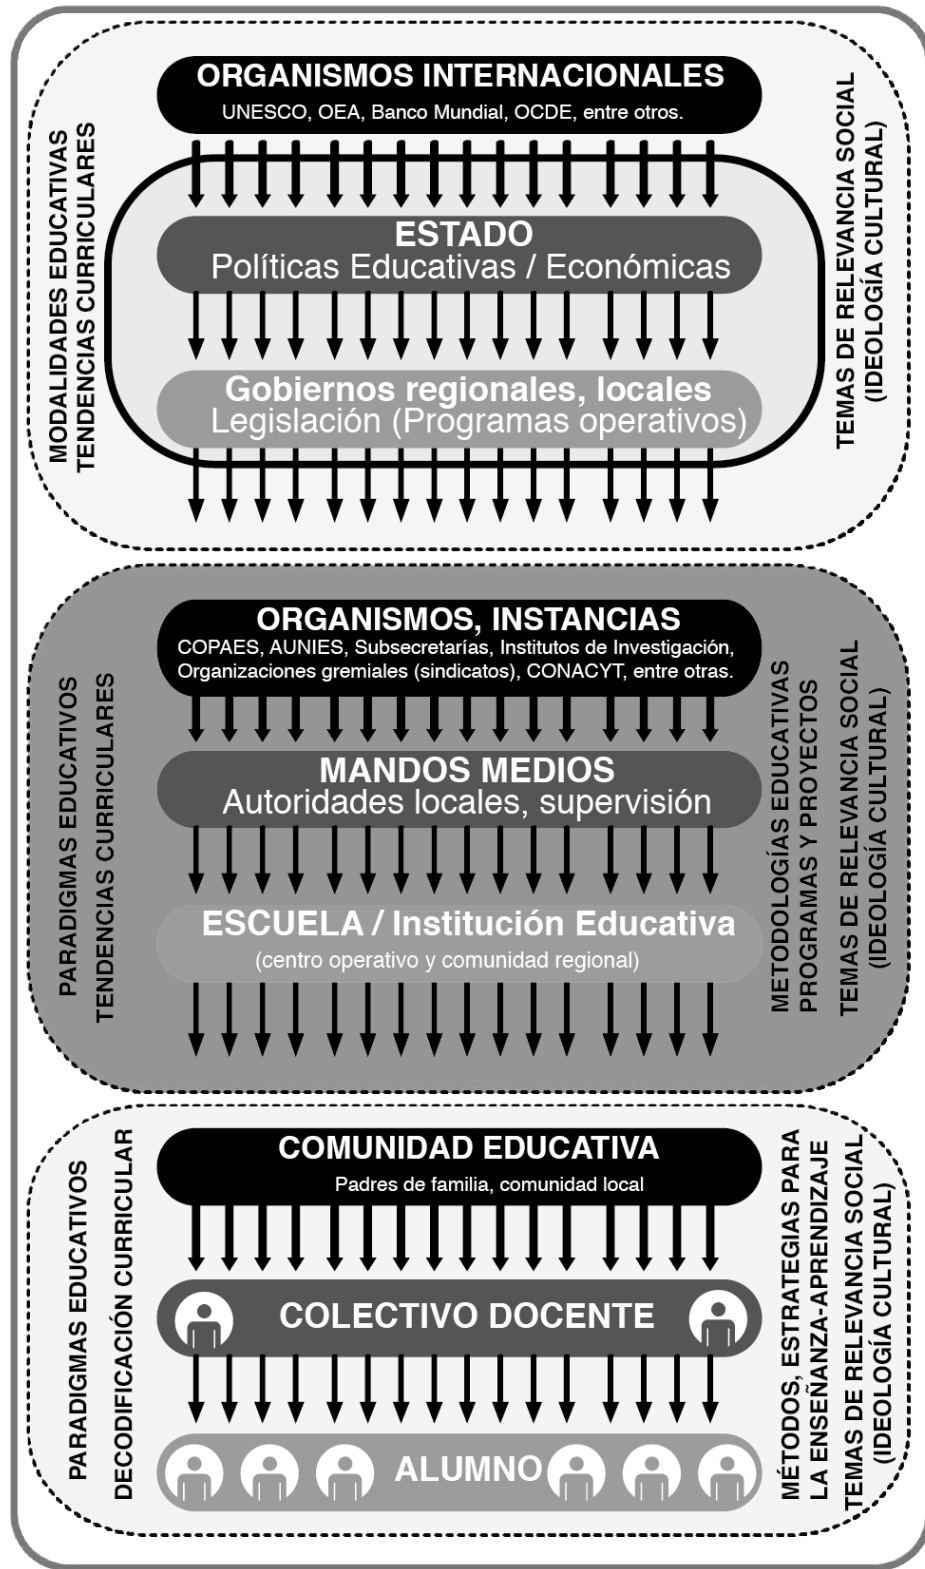 ORGANISMOS INTERNACIONALES
UNESCO, OEA, Banco Mundial, OCDE, entre otros.
MODALIDADES EDUCATIVAS
TENDENCIAS CURRICULARES
ESTADO
Políticas Educativas / Económicas
Gobiernos regionales, locales
Legislación (Programas operativos)
TEMAS DE RELEVANCIA SOCIAL
(IDEOLOGÍA CULTURAL)
ORGANISMOS, INSTANCIAS
COPAES, AUNIES, Subsecretarías, Institutos de Investigación,
Organizaciones gremiales (sindicatos), CONACYT, entre otras.
PARADIGMAS EDUCATIVOS
TENDENCIAS CURRICULARES
MANDOS MEDIOS
Autoridades locales, supervisión
ESCUELA / Institución Educativa
(centro operativo y comunidad regional)
METODOLOGÍAS EDUCATIVAS
PROGRAMAS Y PROYECTOS
TEMAS DE RELEVANCIA SOCIAL
(IDEOLOGÍA CULTURAL)
COMUNIDAD EDUCATIVA
Padres de familia, comunidad local
PARADIGMAS EDUCATIVOS
DECODIFICACIÓN CURRICULAR
COLECTIVO DOCENTE
ALUMNO
MÉTODOS, ESTRATEGIAS PARA
LA ENSEÑANZA-APRENDIZAJE
TEMAS DE RELEVANCIA SOCIAL
(IDEOLOGÍA CULTURAL)